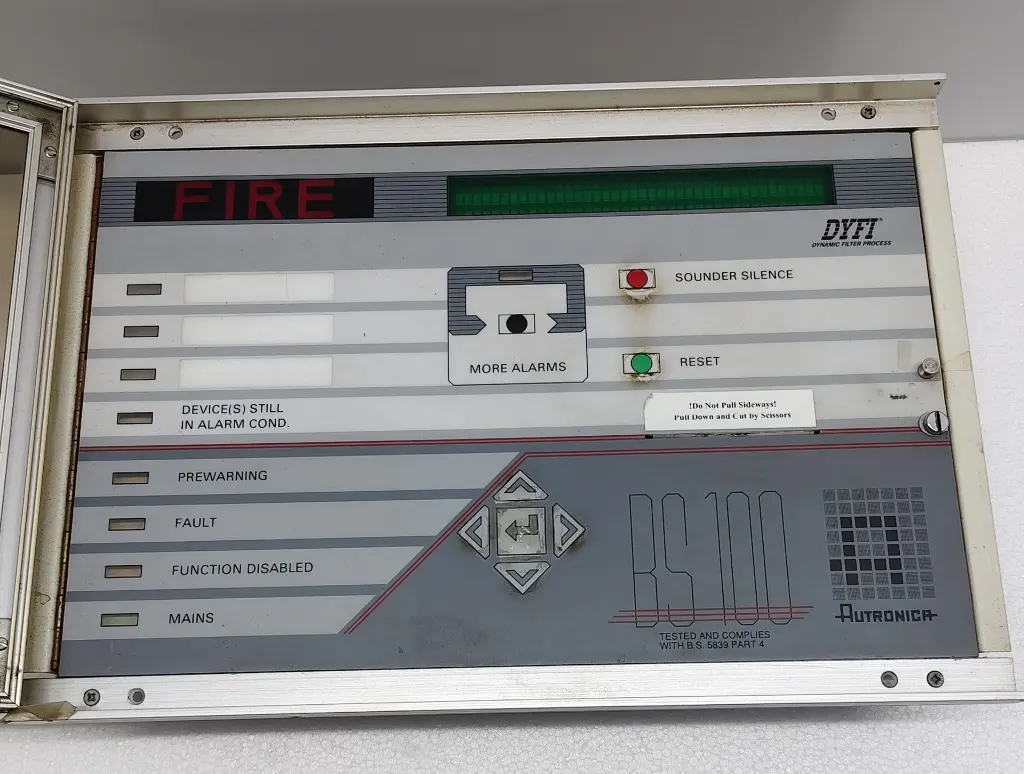 FIRE
DYFI
DYNAMIC FILTER PROCESS
SOUNDER SILENCE
MORE ALARMS
RESET
DEVICE(S) STILL
IN ALARM COND.
!Do Not Pull Sideways!
Pull Down and Cut by Scissors
PREWARNING
FAULT
FUNCTION DISABLED
MAINS
BS 100
AUTRONICA
TESTED AND COMPLIES
WITH B.S. 5839 PART 4